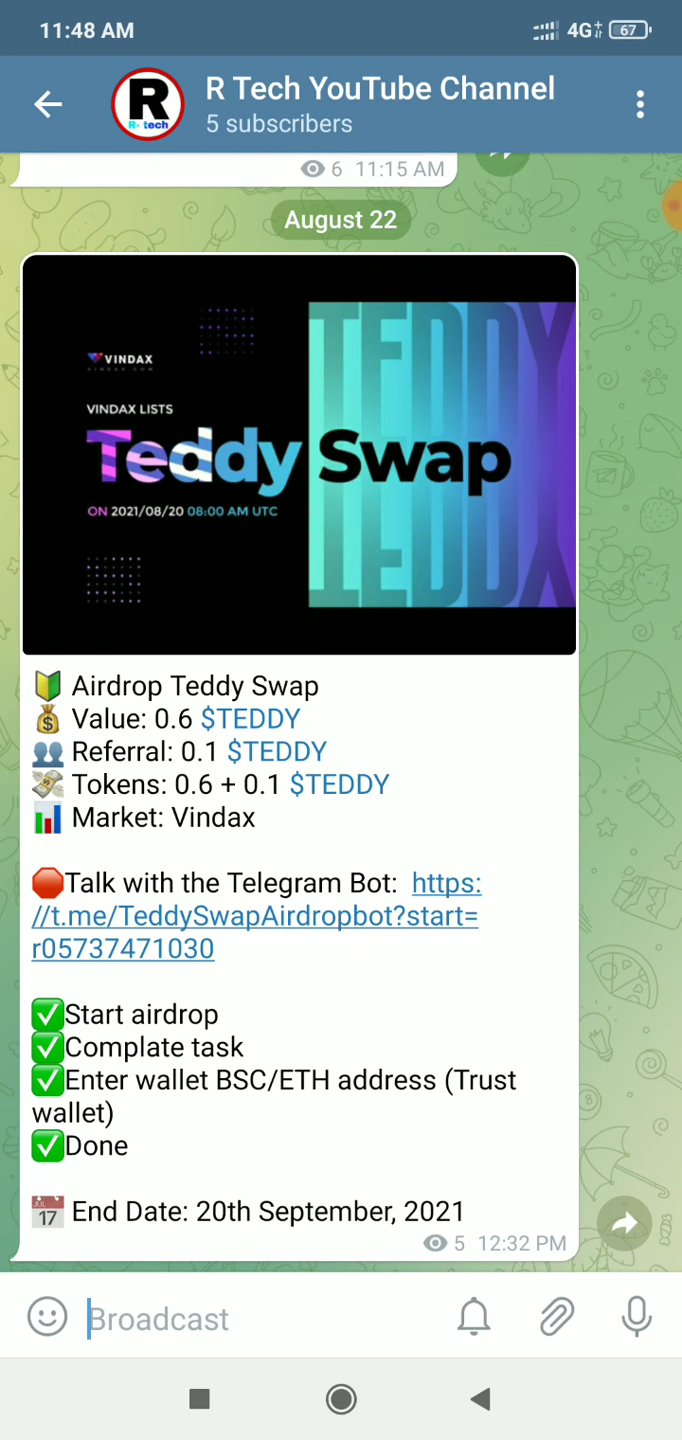 11:48 AM
4G+
67
R
R- tech
R Tech YouTube Channel
5 subscribers
6 11:15 AM
August 22
VINDAX
VINDAX.COM
VINDAX LISTS
Teddy Swap
ON 2021/08/20 08:00 AM UTC
TEDDY
TEDDY
🔰 Airdrop Teddy Swap
💰 Value: 0.6 $TEDDY
👥 Referral: 0.1 $TEDDY
💸 Tokens: 0.6 + 0.1 $TEDDY
📊 Market: Vindax
🛑Talk with the Telegram Bot: https:
//t.me/TeddySwapAirdropbot?start=
r05737471030
✅Start airdrop
✅Complate task
✅Enter wallet BSC/ETH address (Trust
wallet)
✅Done
📅 End Date: 20th September, 2021
5 12:32 PM
Broadcast